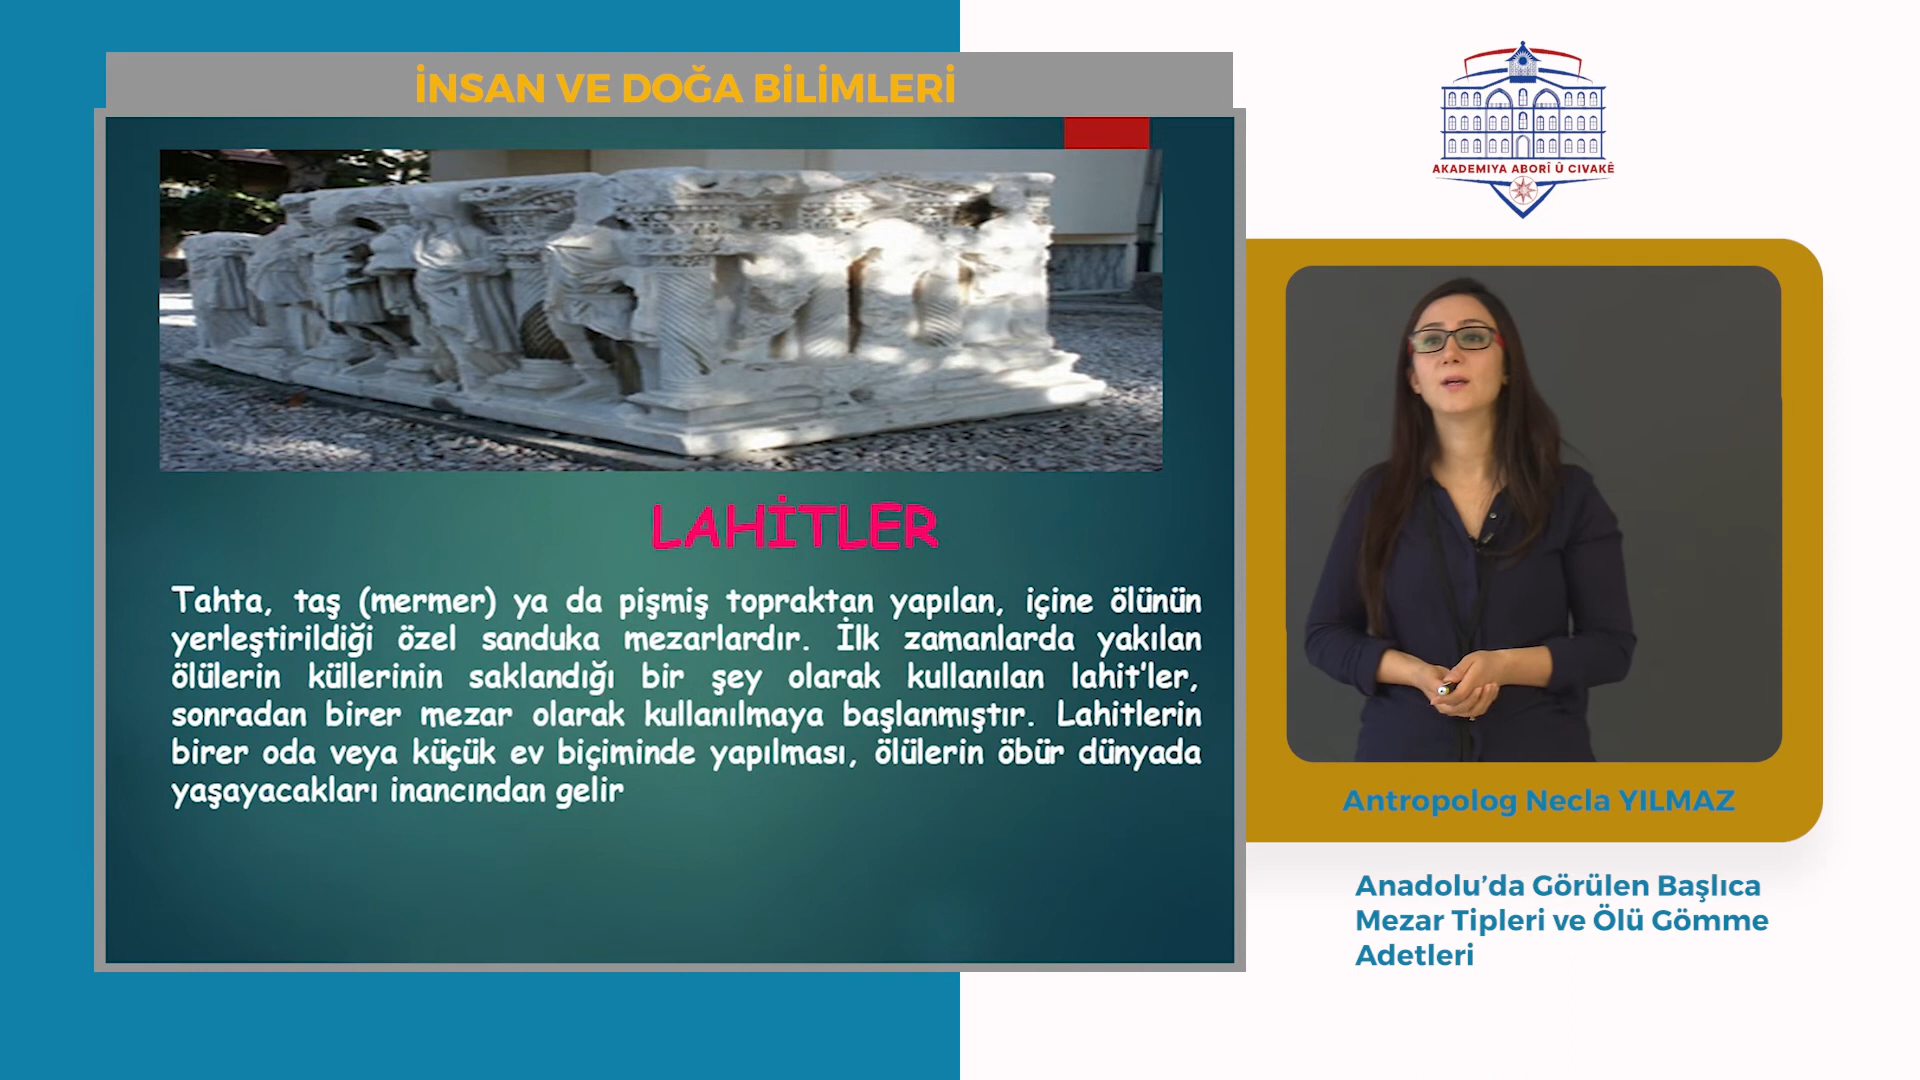 İNSAN VE DOĞA BİLİMLERİ
LAHİTLER
Tahta, taş (mermer) ya da pişmiş topraktan yapılan, içine ölünün
yerleştirildiği özel sanduka mezarlardır. İlk zamanlarda yakılan
ölülerin küllerinin saklandığı bir şey olarak kullanılan lahit'ler,
sonradan birer mezar olarak kullanılmaya başlanmıştır. Lahitlerin
birer oda veya küçük ev biçiminde yapılması, ölülerin öbür dünyada
yaşayacakları inancından gelir
AKADEMIYA ABORÎ Û CIVAKÊ
Antropolog Necla YILMAZ
Anadolu’da Görülen Başlıca
Mezar Tipleri ve Ölü Gömme
Adetleri